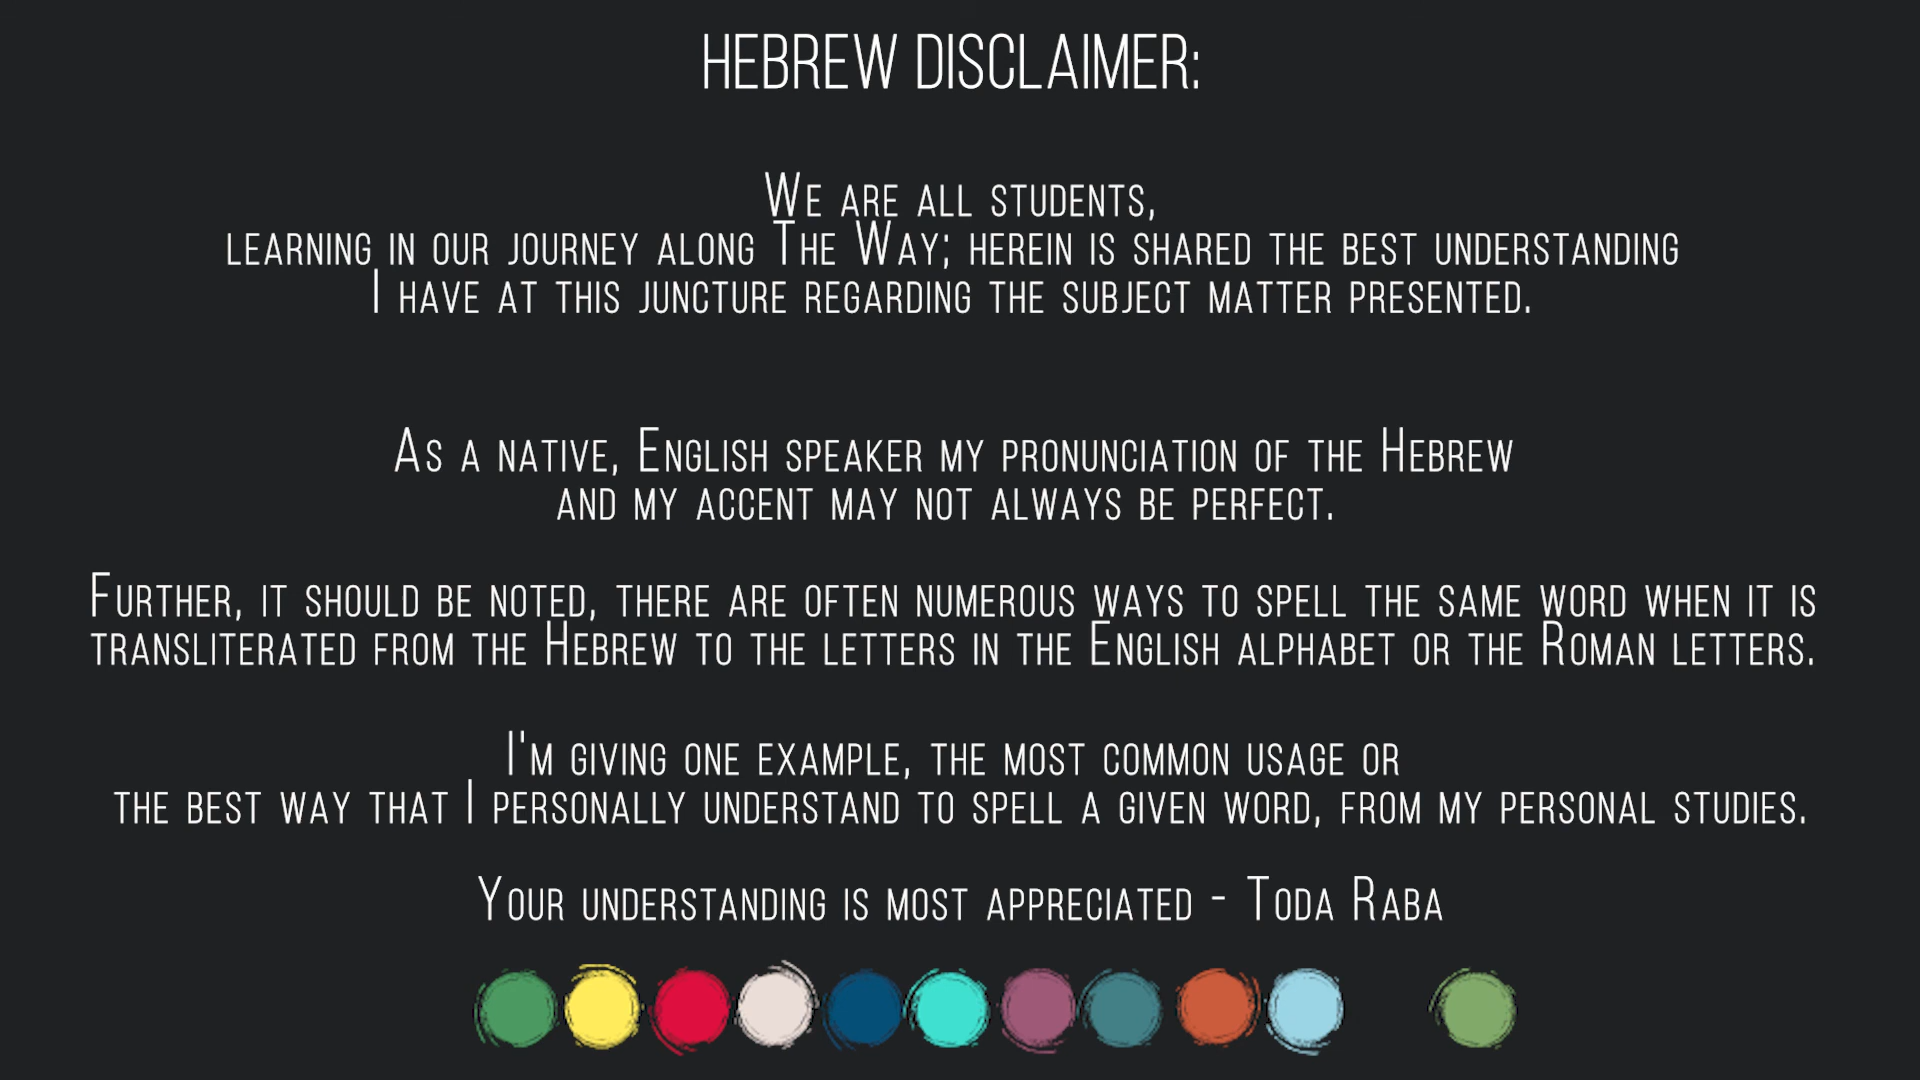 HEBREW DISCLAIMER:
We are all students,
learning in our journey along The Way; herein is shared the best understanding
I have at this juncture regarding the subject matter presented.
As a native, English speaker my pronunciation of the Hebrew
and my accent may not always be perfect.
Further, it should be noted, there are often numerous ways to spell the same word when it is
transliterated from the Hebrew to the letters in the English alphabet or the Roman letters.
I'm giving one example, the most common usage or
the best way that I personally understand to spell a given word, from my personal studies.
Your understanding is most appreciated - Toda Raba